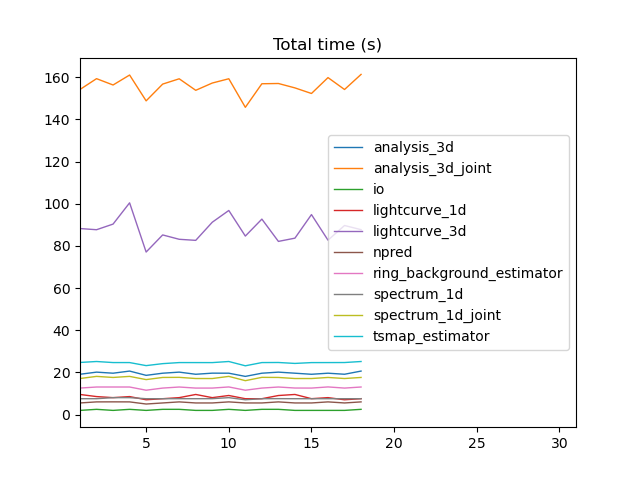 Total time (s)
160
140
120
100
80
60
40
20
0
analysis_3d
analysis_3d_joint
io
lightcurve_1d
lightcurve_3d
npred
ring_background_estimator
spectrum_1d
spectrum_1d_joint
tsmap_estimator
5 10 15 20 25 30